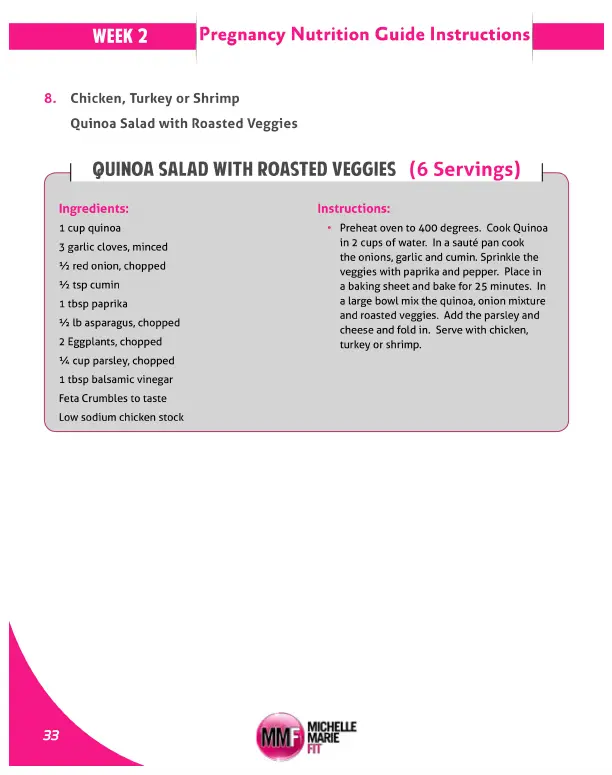 WEEK 2
Pregnancy Nutrition Guide Instructions
8. Chicken, Turkey or Shrimp
Quinoa Salad with Roasted Veggies
QUINOA SALAD WITH ROASTED VEGGIES (6 Servings)
Ingredients:
1 cup quinoa
3 garlic cloves, minced
½ red onion, chopped
½ tsp cumin
1 tbsp paprika
½ lb asparagus, chopped
2 Eggplants, chopped
¼ cup parsley, chopped
1 tbsp balsamic vinegar
Feta Crumbles to taste
Low sodium chicken stock
Instructions:
• Preheat oven to 400 degrees. Cook Quinoa
in 2 cups of water. In a sauté pan cook
the onions, garlic and cumin. Sprinkle the
veggies with paprika and pepper. Place in
a baking sheet and bake for 25 minutes. In
a large bowl mix the quinoa, onion mixture
and roasted veggies. Add the parsley and
cheese and fold in. Serve with chicken,
turkey or shrimp.
33
MMF
MICHELLE
MARIE
FIT